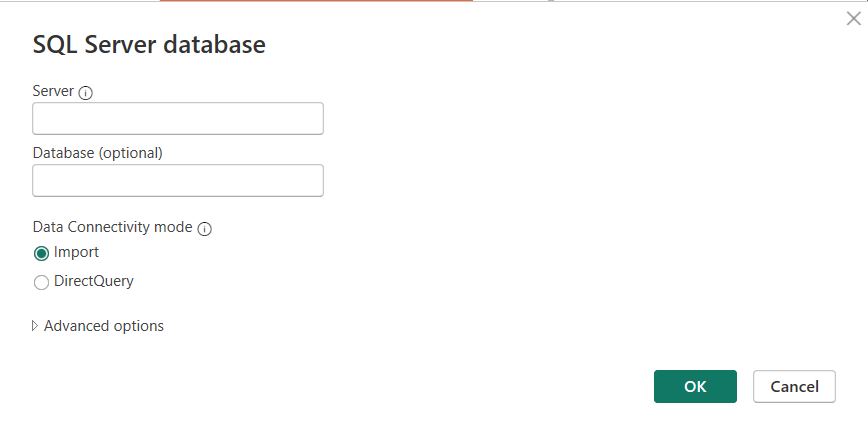 SQL Server database
Server
Database (optional)
Data Connectivity mode
Import
DirectQuery
Advanced options
OK
Cancel